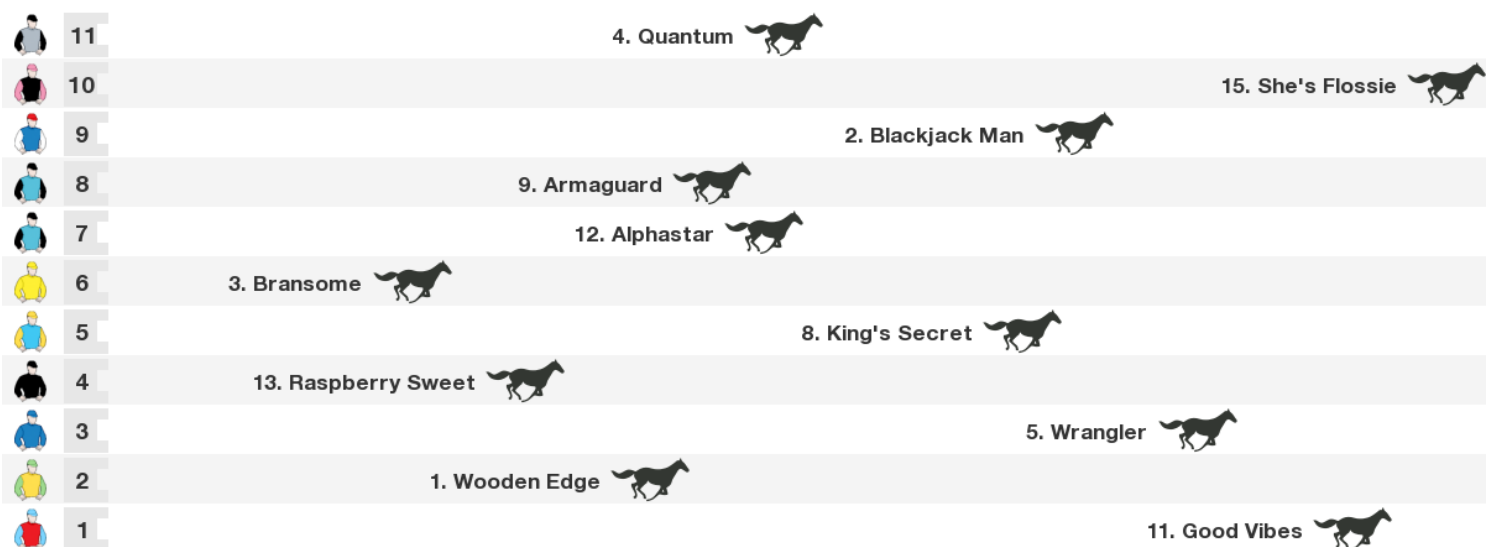 11 4. Quantum
10 15. She's Flossie
9 2. Blackjack Man
8 9. Armaguard
7 12. Alphastar
6 3. Bransome
5 8. King's Secret
4 13. Raspberry Sweet
3 5. Wrangler
2 1. Wooden Edge
1 11. Good Vibes